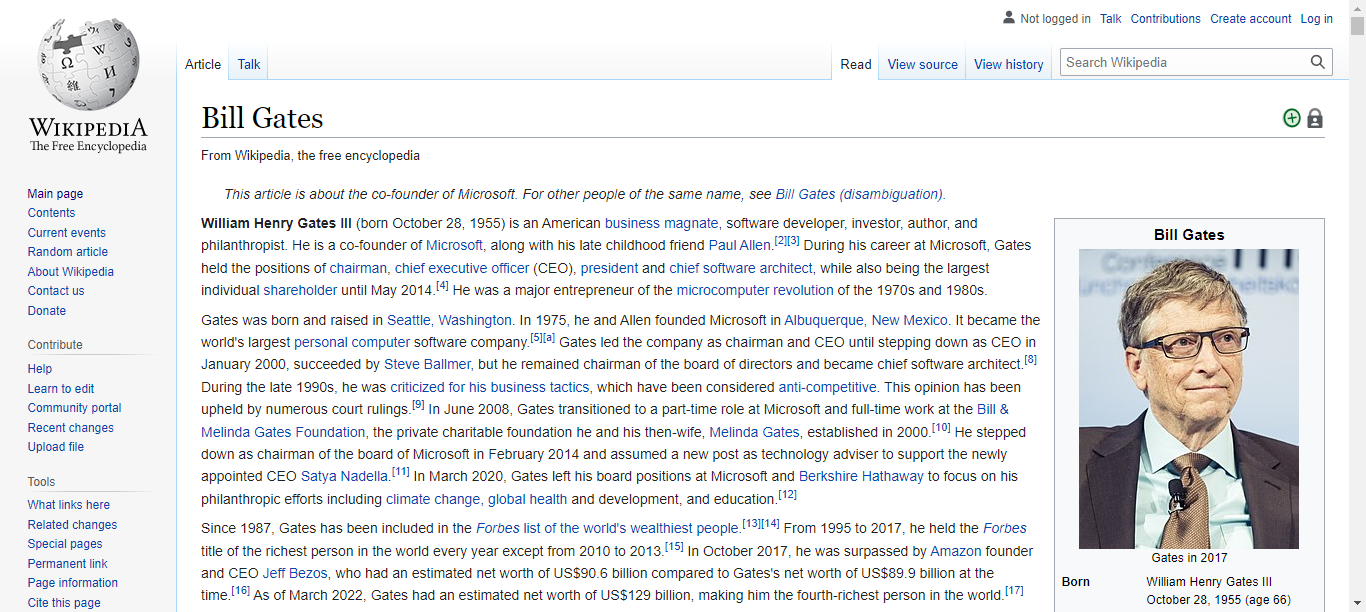 Not logged in Talk Contributions Create account Log in
Article Talk Read View source View history Search Wikipedia
WIKIPEDIA
The Free Encyclopedia
Main page
Contents
Current events
Random article
About Wikipedia
Contact us
Donate
Contribute
Help
Learn to edit
Community portal
Recent changes
Upload file
Tools
What links here
Related changes
Special pages
Permanent link
Page information
Cite this page
Bill Gates
From Wikipedia, the free encyclopedia
This article is about the co-founder of Microsoft. For other people of the same name, see Bill Gates (disambiguation).
William Henry Gates III (born October 28, 1955) is an American business magnate, software developer, investor, author, and
philanthropist. He is a co-founder of Microsoft, along with his late childhood friend Paul Allen.[2][3] During his career at Microsoft, Gates
held the positions of chairman, chief executive officer (CEO), president and chief software architect, while also being the largest
individual shareholder until May 2014.[4] He was a major entrepreneur of the microcomputer revolution of the 1970s and 1980s.
Gates was born and raised in Seattle, Washington. In 1975, he and Allen founded Microsoft in Albuquerque, New Mexico. It became the
world's largest personal computer software company.[5][a] Gates led the company as chairman and CEO until stepping down as CEO in
January 2000, succeeded by Steve Ballmer, but he remained chairman of the board of directors and became chief software architect.[8]
During the late 1990s, he was criticized for his business tactics, which have been considered anti-competitive. This opinion has been
upheld by numerous court rulings.[9] In June 2008, Gates transitioned to a part-time role at Microsoft and full-time work at the Bill &
Melinda Gates Foundation, the private charitable foundation he and his then-wife, Melinda Gates, established in 2000.[10] He stepped
down as chairman of the board of Microsoft in February 2014 and assumed a new post as technology adviser to support the newly
appointed CEO Satya Nadella.[11] In March 2020, Gates left his board positions at Microsoft and Berkshire Hathaway to focus on his
philanthropic efforts including climate change, global health and development, and education.[12]
Since 1987, Gates has been included in the Forbes list of the world's wealthiest people.[13][14] From 1995 to 2017, he held the Forbes
title of the richest person in the world every year except from 2010 to 2013.[15] In October 2017, he was surpassed by Amazon founder
and CEO Jeff Bezos, who had an estimated net worth of US$90.6 billion compared to Gates's net worth of US$89.9 billion at the
time.[16] As of March 2022, Gates had an estimated net worth of US$129 billion, making him the fourth-richest person in the world.[17]
Bill Gates
Gates in 2017
Born William Henry Gates III
October 28, 1955 (age 66)